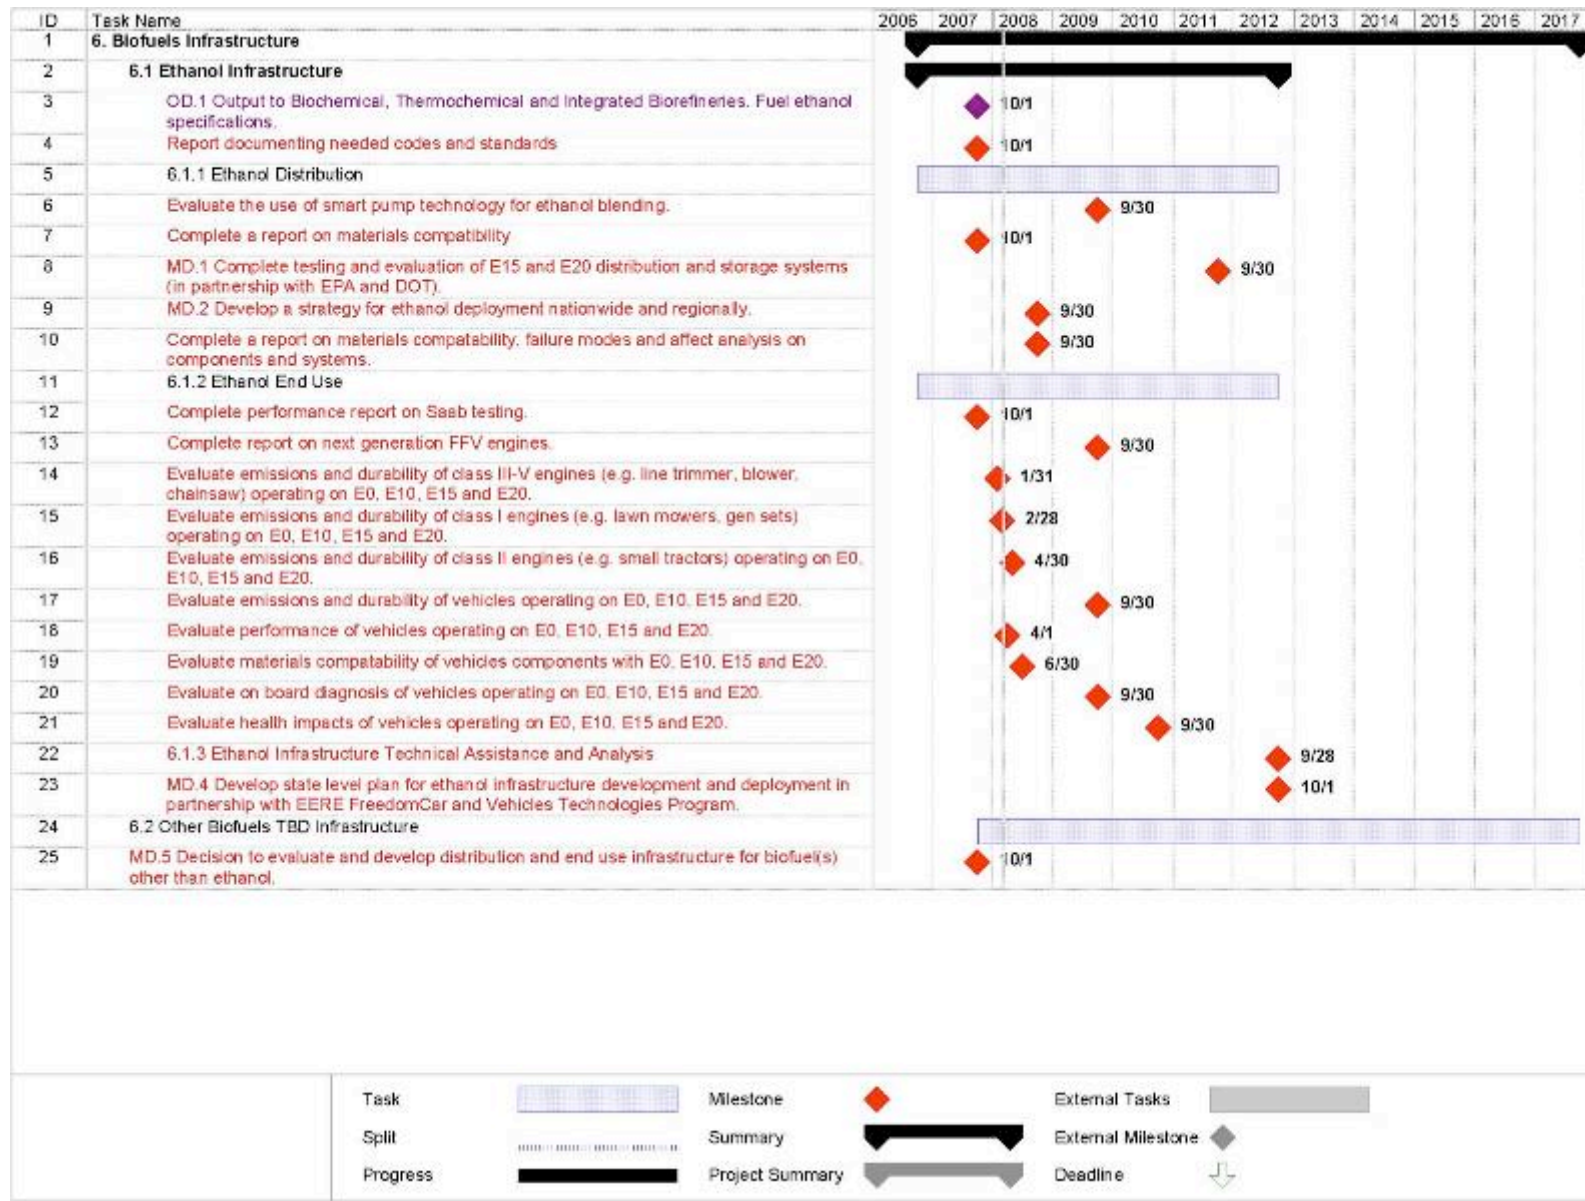 ID Task Name 2006 2007 2008 2009 2010 2011 2012 2013 2014 2015 2016 2017
1 6. Biofuels Infrastructure
2 6.1 Ethanol Infrastructure
3 OD.1 Output to Biochemical, Thermochemical and Integrated Biorefineries. Fuel ethanol 10/1
specifications.
4 Report documenting needed codes and standards 10/1
5 6.1.1 Ethanol Distribution
6 Evaluate the use of smart pump technology for ethanol blending. 9/30
7 Complete a report on materials compatibility 10/1
8 MD.1 Complete testing and evaluation of E15 and E20 distribution and storage systems 9/30
(in partnership with EPA and DOT).
9 MD.2 Develop a strategy for ethanol deployment nationwide and regionally. 9/30
10 Complete a report on materials compatability, failure modes and affect analysis on 9/30
components and systems.
11 6.1.2 Ethanol End Use
12 Complete performance report on Saab testing. 10/1
13 Complete report on next generation FFV engines. 9/30
14 Evaluate emissions and durability of class III-V engines (e.g. line trimmer, blower, 1/31
chainsaw) operating on E0, E10, E15 and E20.
15 Evaluate emissions and durability of class I engines (e.g. lawn mowers, gen sets) 2/28
operating on E0, E10, E15 and E20.
16 Evaluate emissions and durability of class II engines (e.g. small tractors) operating on E0, 4/30
E10, E15 and E20.
17 Evaluate emissions and durability of vehicles operating on E0, E10, E15 and E20. 9/30
18 Evaluate performance of vehicles operating on E0, E10, E15 and E20. 4/1
19 Evaluate materials compatability of vehicles components with E0, E10, E15 and E20. 6/30
20 Evaluate on board diagnosis of vehicles operating on E0, E10, E15 and E20. 9/30
21 Evaluate health impacts of vehicles operating on E0, E10, E15 and E20. 9/30
22 6.1.3 Ethanol Infrastructure Technical Assistance and Analysis 9/28
23 MD.4 Develop state level plan for ethanol infrastructure development and deployment in 10/1
partnership with EERE FreedomCar and Vehicles Technologies Program.
24 6.2 Other Biofuels TBD Infrastructure
25 MD.5 Decision to evaluate and develop distribution and end use infrastructure for biofuel(s) 10/1
other than ethanol.
Task Milestone External Tasks
Split Summary External Milestone
Progress Project Summary Deadline